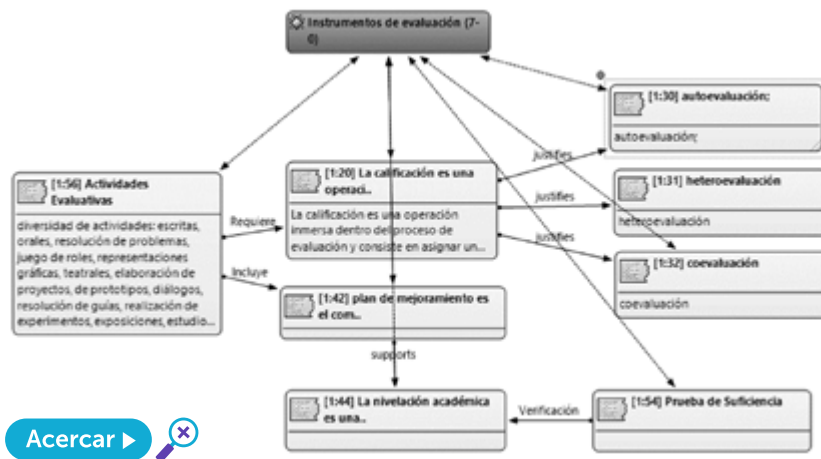 Instrumentos de evaluación (7-
0)
[1:30] autoevaluación;
autoevaluación;
justifies
[1:56] Actividades
Evaluativas
diversidad de actividades: escritas,
orales, resolución de problemas,
juego de roles, representaciones
gráficas, teatrales, elaboración de
proyectos, de prototipos, diálogos,
resolución de guías, realización de
experimentos, exposiciones, estudio...
Requiere
Incluye
[1:20] La calificación es una
operaci..
La calificación es una operación
inmersa dentro del proceso de
evaluación y consiste en asignar un...
justifies
[1:31] heteroevaluación
heteroevaluación
justifies
[1:32] coevaluación
coevaluación
[1:42] plan de mejoramiento es
el com..
supports
[1:44] La nivelación académica
es una..
Verificación
[1:54] Prueba de Suficiencia
Acercar